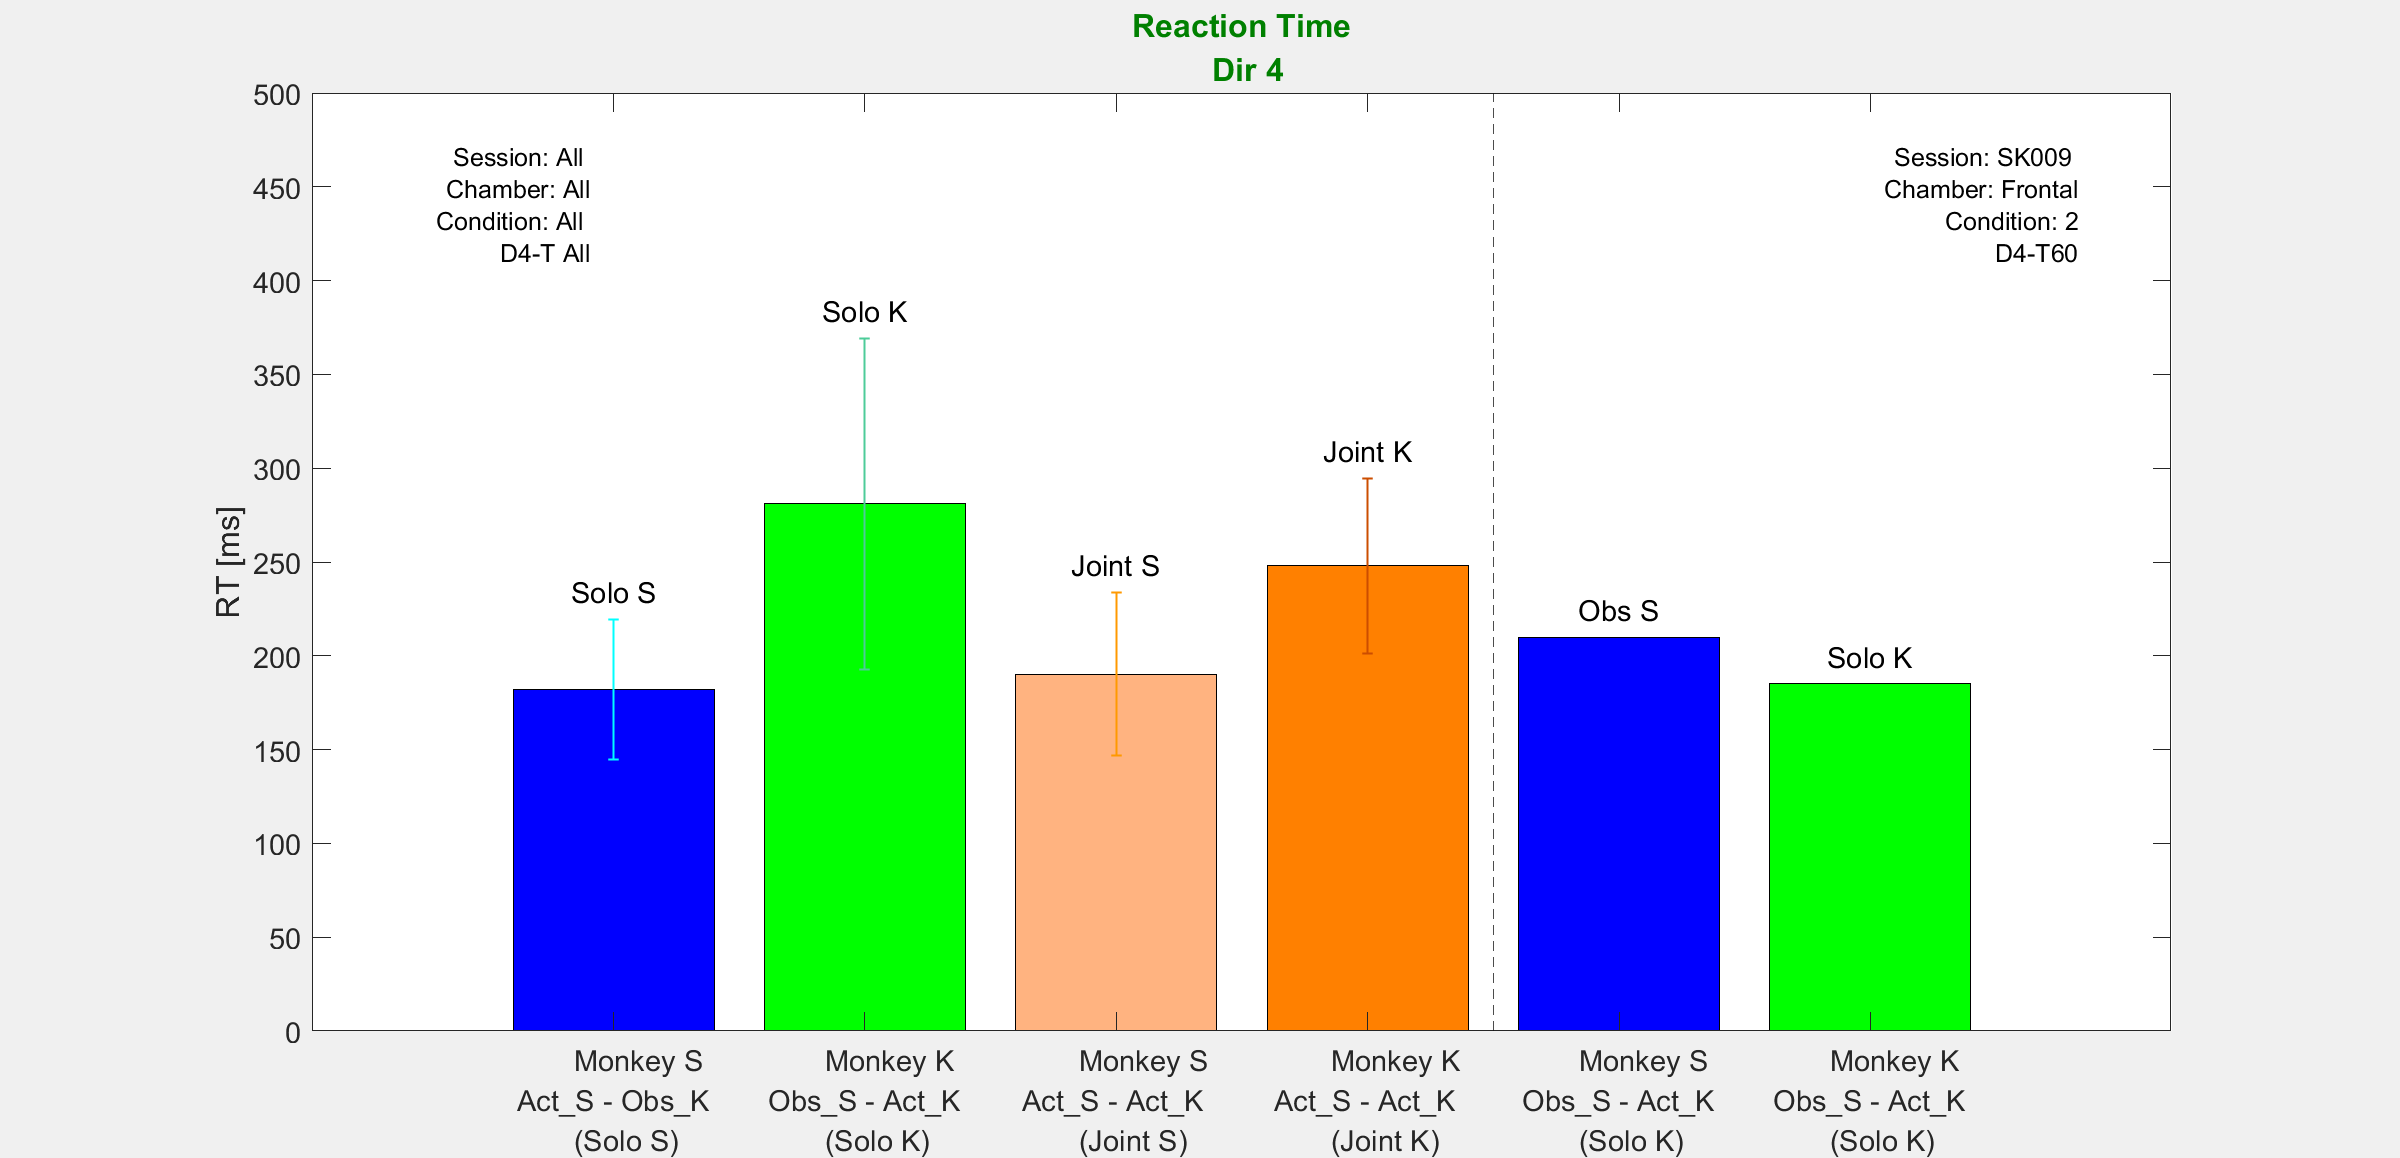 Reaction Time
Dir 4
500
450
400
350
300
250
200
150
100
50
0
RT [ms]
Session: All
Chamber: All
Condition: All
D4-T All
Session: SK009
Chamber: Frontal
Condition: 2
D4-T60
Solo S
Solo K
Joint S
Joint K
Obs S
Solo K
Monkey S
Act_S - Obs_K
(Solo S)
Monkey K
Obs_S - Act_K
(Solo K)
Monkey S
Act_S - Act_K
(Joint S)
Monkey K
Act_S - Act_K
(Joint K)
Monkey S
Obs_S - Act_K
(Solo K)
Monkey K
Obs_S - Act_K
(Solo K)